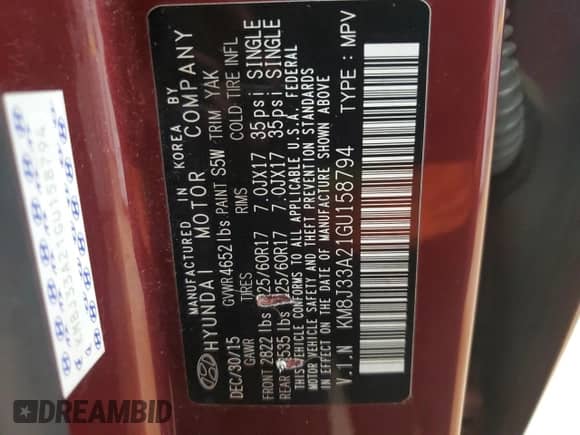 MANUFACTURED IN KOREA BY
HYUNDAI MOTOR COMPANY
DEC/30/15 GVWR 4652 lbs PAINT S5W TRIM YAK
GAWR TIRES RIMS COLD TIRE INFL
FRONT 2822 lbs 225/60R17 7.0JX17 35psi SINGLE
REAR 2535 lbs 225/60R17 7.0JX17 35psi SINGLE
THIS VEHICLE CONFORMS TO ALL APPLICABLE U.S.A. FEDERAL
MOTOR VEHICLE SAFETY AND THEFT PREVENTION STANDARDS
IN EFFECT ON THE DATE OF MANUFACTURE SHOWN ABOVE
V.I.N KM8J33A21GU158794 TYPE : MPV
KM8J33A21GU158794
DREAMBID